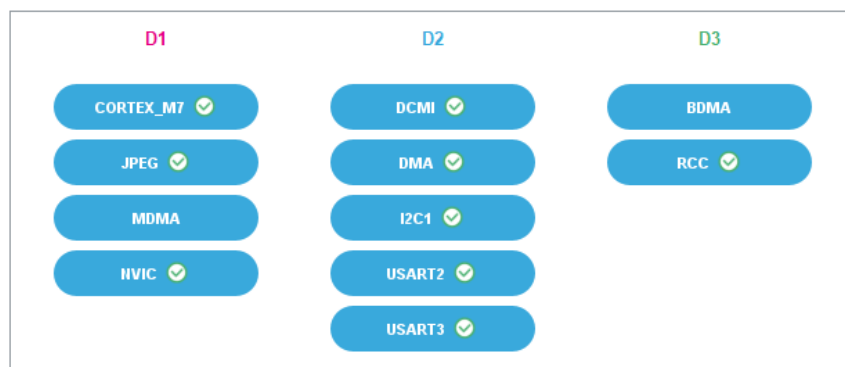 D1 D2 D3
CORTEX_M7 DCMI BDMA
JPEG DMA RCC
MDMA I2C1
NVIC USART2
USART3